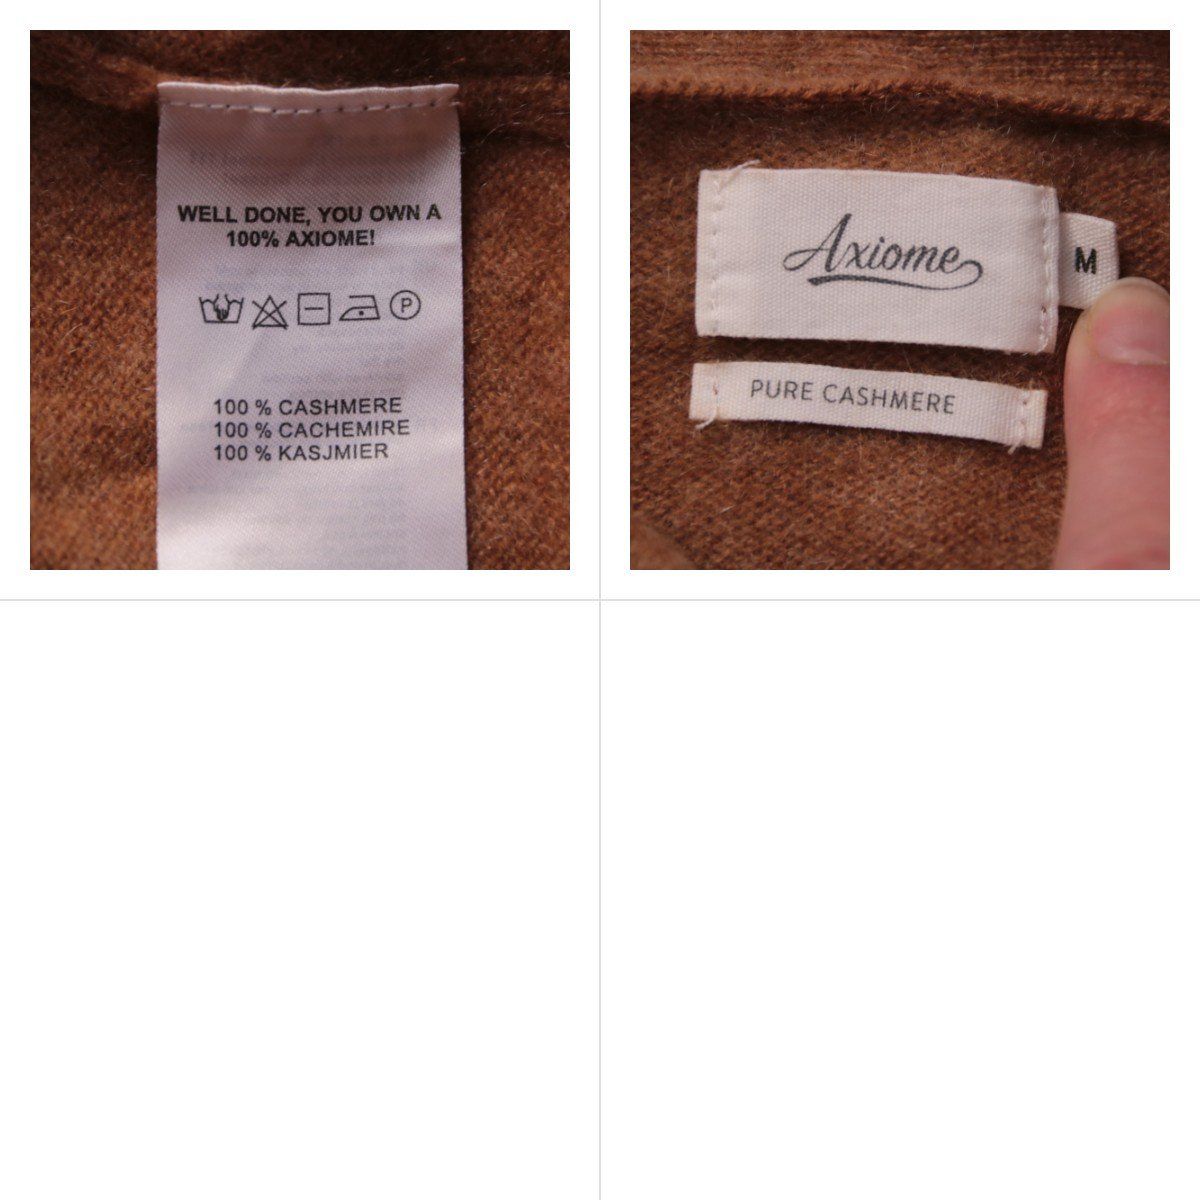 WELL DONE, YOU OWN A
100% AXIOME!
P
100 % CASHMERE
100 % CACHEMIRE
100 % KASJMIER
Axiome
M
PURE CASHMERE